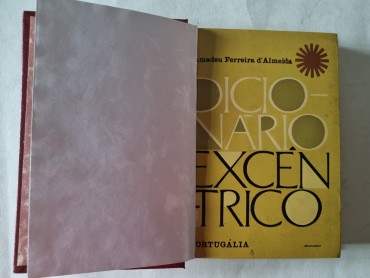 Amadeu Ferreira d'Almeida
DICIO-
NÁRIO
EXCÊN
-TRICO
PORTUGÁLIA